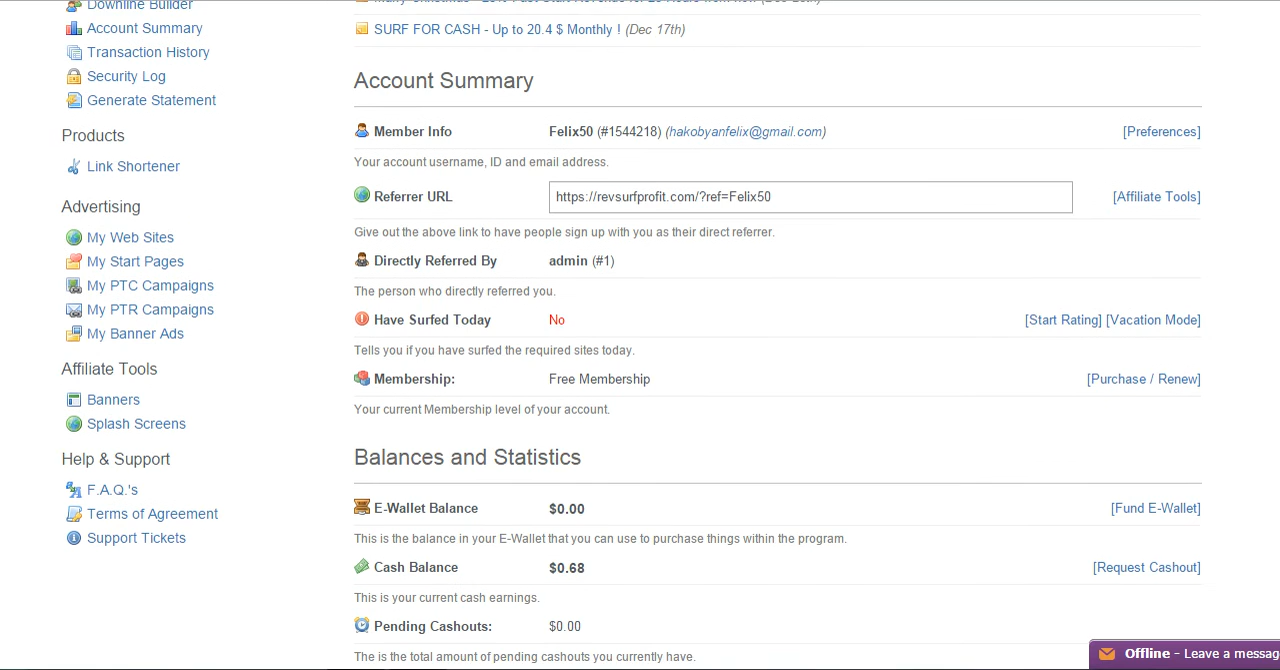 Downline Builder
Account Summary
Transaction History
Security Log
Generate Statement
Products
Link Shortener
Advertising
My Web Sites
My Start Pages
My PTC Campaigns
My PTR Campaigns
My Banner Ads
Affiliate Tools
Banners
Splash Screens
Help & Support
F.A.Q.'s
Terms of Agreement
Support Tickets
SURF FOR CASH - Up to 20.4 $ Monthly ! (Dec 17th)
Account Summary
Member Info Felix50 (#1544218) (hakobyanfelix@gmail.com) [Preferences]
Your account username, ID and email address.
Referrer URL https://revsurfprofit.com/?ref=Felix50 [Affiliate Tools]
Give out the above link to have people sign up with you as their direct referrer.
Directly Referred By admin (#1)
The person who directly referred you.
Have Surfed Today No [Start Rating] [Vacation Mode]
Tells you if you have surfed the required sites today.
Membership: Free Membership [Purchase / Renew]
Your current Membership level of your account.
Balances and Statistics
E-Wallet Balance $0.00 [Fund E-Wallet]
This is the balance in your E-Wallet that you can use to purchase things within the program.
Cash Balance $0.68 [Request Cashout]
This is your current cash earnings.
Pending Cashouts: $0.00
The is the total amount of pending cashouts you currently have.
Offline - Leave a messag